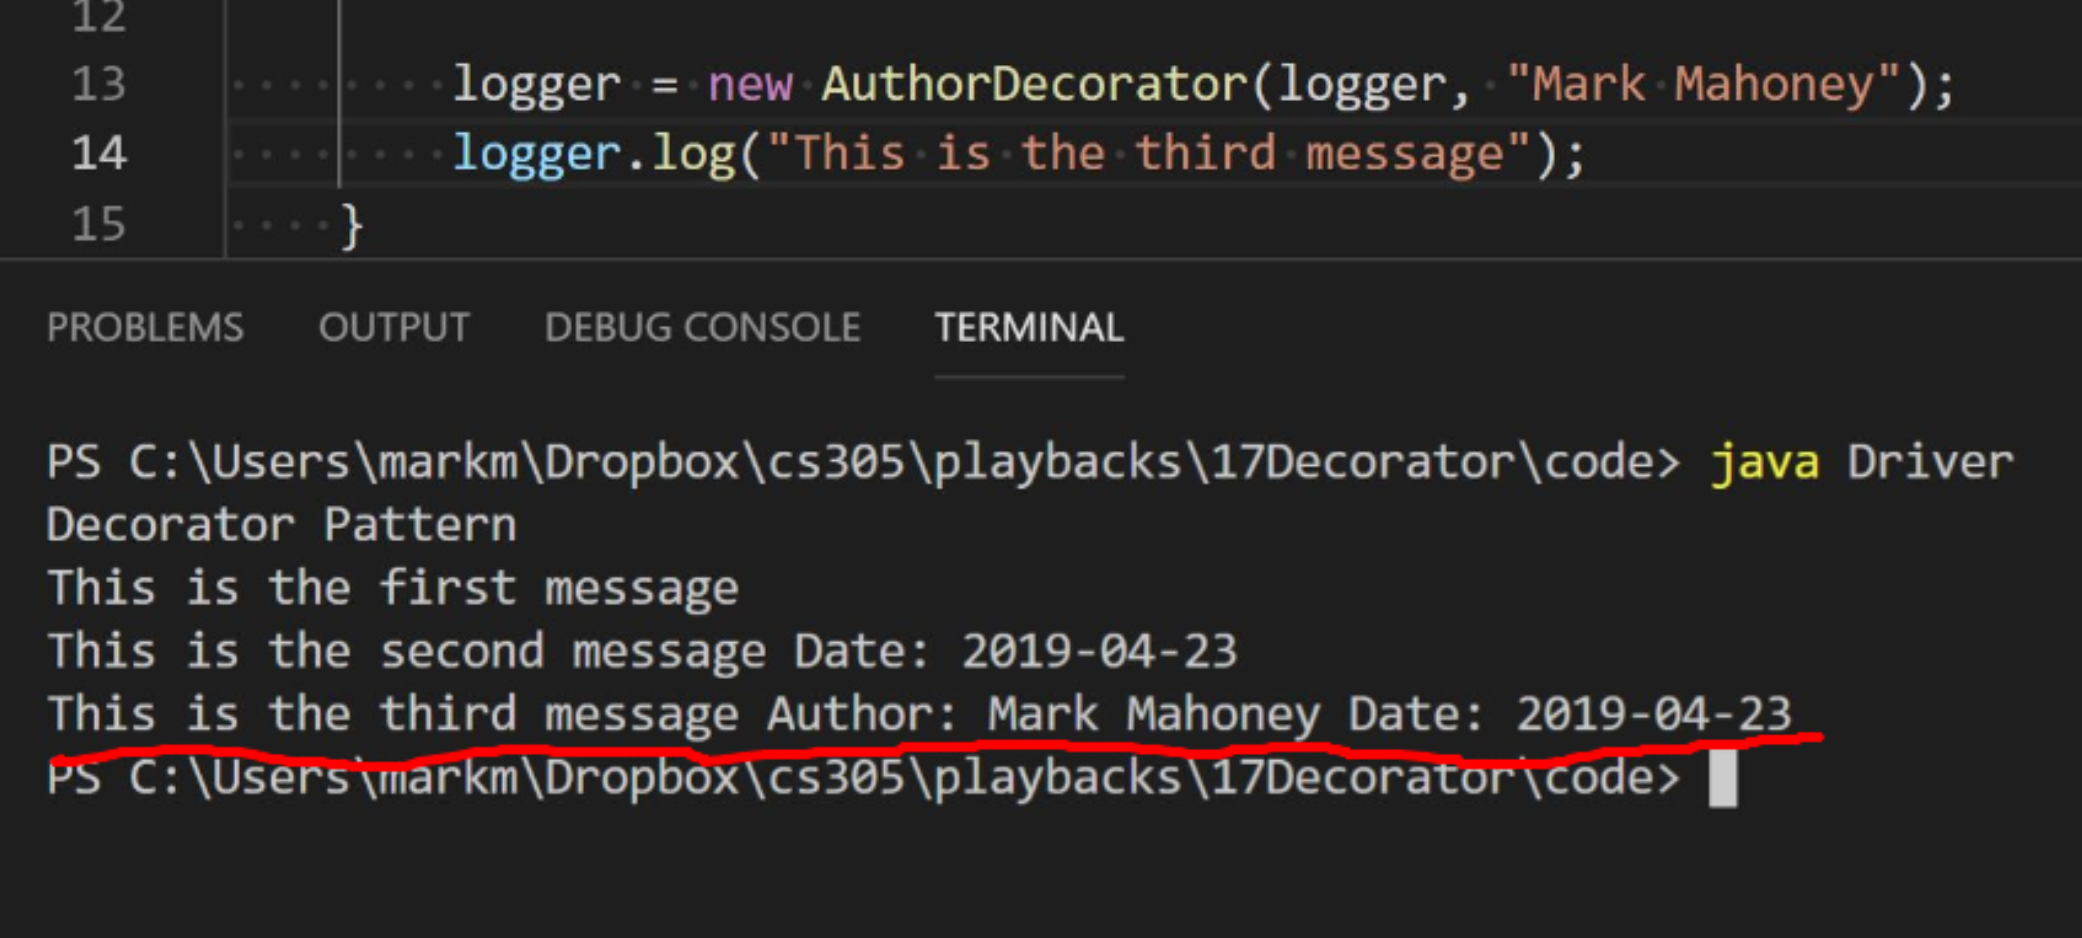 12
13 logger = new AuthorDecorator(logger, "Mark Mahoney");
14 logger.log("This is the third message");
15 }
PROBLEMS OUTPUT DEBUG CONSOLE TERMINAL
PS C:\Users\markm\Dropbox\cs305\playbacks\17Decorator\code> java Driver
Decorator Pattern
This is the first message
This is the second message Date: 2019-04-23
This is the third message Author: Mark Mahoney Date: 2019-04-23
PS C:\Users\markm\Dropbox\cs305\playbacks\17Decorator\code>